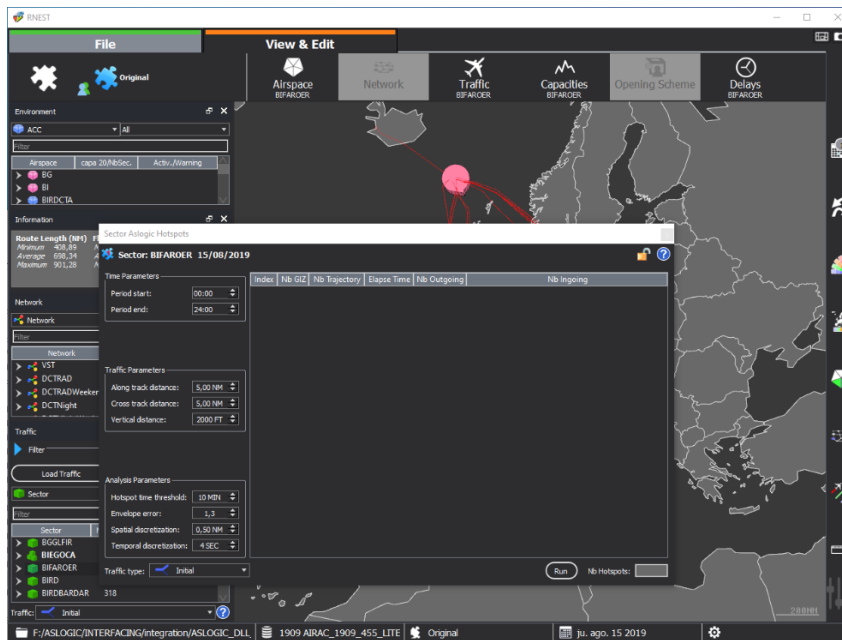 RNEST
File
View & Edit
Original
Airspace
BIFAROER
Network
Traffic
BIFAROER
Capacities
BIFAROER
Opening Scheme
Delays
BIFAROER
Environment
ACC
All
Filter
Airspace capa 20/NbSec. Activ./Warning
BG
BI
BIRDCTA
Information
Route Length (NM)
Minimum 408,89
Average 698,34
Maximum 901,28
Network
Network
Filter
Network
VST
DCTRAD
DCTRADWeeken
DCTNight
Traffic
Filter
Load Traffic
Sector
Filter
Sector
BGGLFIR
BIEGOCA
BIFAROER
BIRD
BIRDBARDAR 318
Traffic: Initial
Sector Aslogic Hotspots
Sector: BIFAROER 15/08/2019
Time Parameters
Period start: 00:00
Period end: 24:00
Traffic Parameters
Along track distance: 5,00 NM
Cross track distance: 5,00 NM
Vertical distance: 2000 FT
Analysis Parameters
Hotspot time threshold: 10 MIN
Envelope error: 1,3
Spatial discretization: 0,50 NM
Temporal discretization: 4 SEC
Traffic type: Initial
Index Nb GIZ Nb Trajectory Elapse Time Nb Outgoing Nb Ingoing
Run Nb Hotspots:
200NM
F:/ASLOGIC/INTERFACING/integration/ASLOGIC_DLL_ 1909 AIRAC_1909_455_LITE Original ju. ago. 15 2019